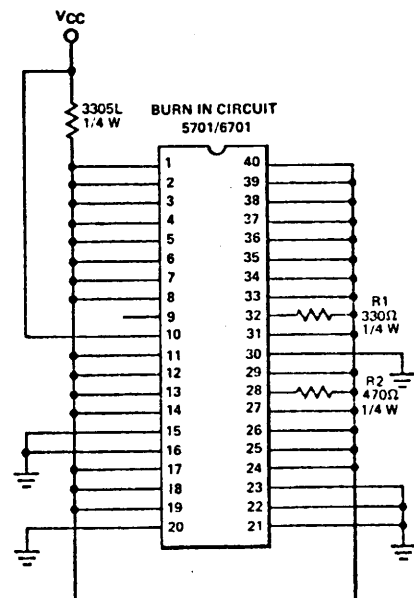 VCC
3305L
1/4 W
BURN IN CIRCUIT
5701/6701
1 40
2 39
3 38
4 37
5 36
6 35
7 34
8 33
9 32
10 31
11 30
12 29
13 28
14 27
15 26
16 25
17 24
18 23
19 22
20 21
R1
330Ω
1/4 W
R2
470Ω
1/4 W